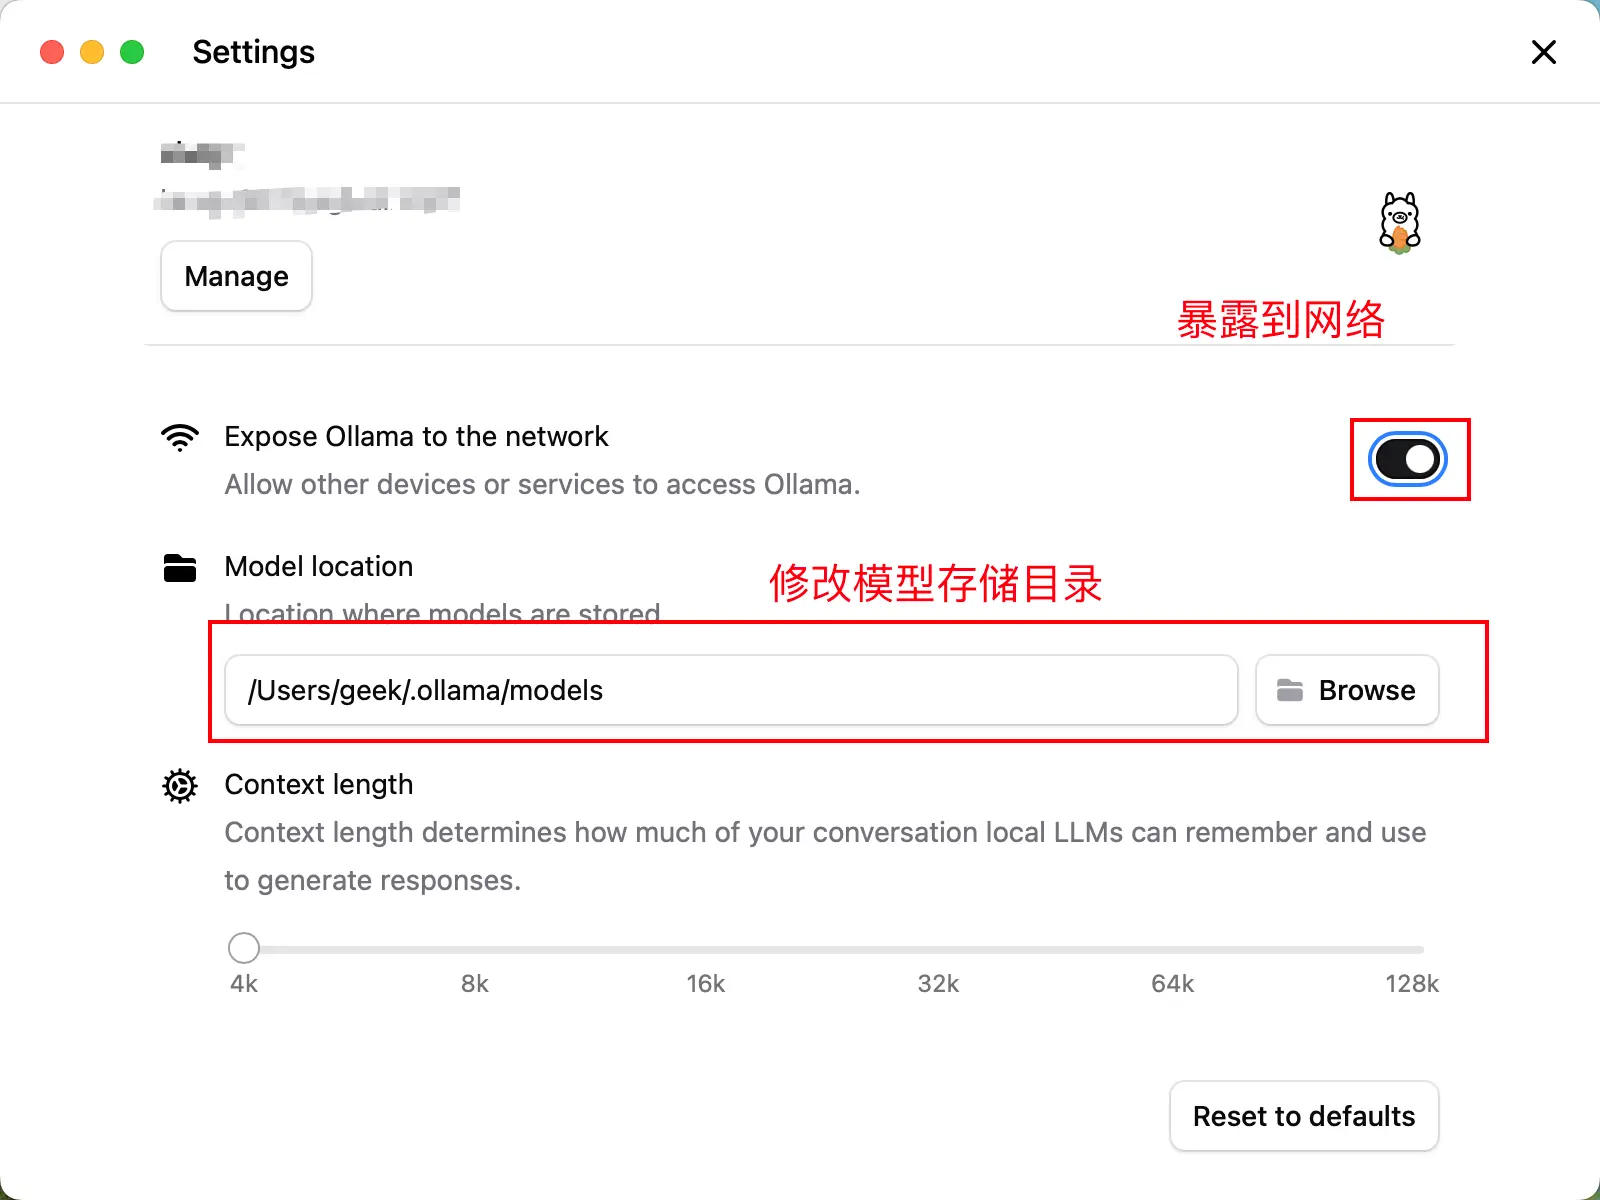 Settings
Manage
暴露到网络
Expose Ollama to the network
Allow other devices or services to access Ollama.
Model location
修改模型存储目录
Location where models are stored
/Users/geek/.ollama/models
Browse
Context length
Context length determines how much of your conversation local LLMs can remember and use
to generate responses.
4k 8k 16k 32k 64k 128k
Reset to defaults